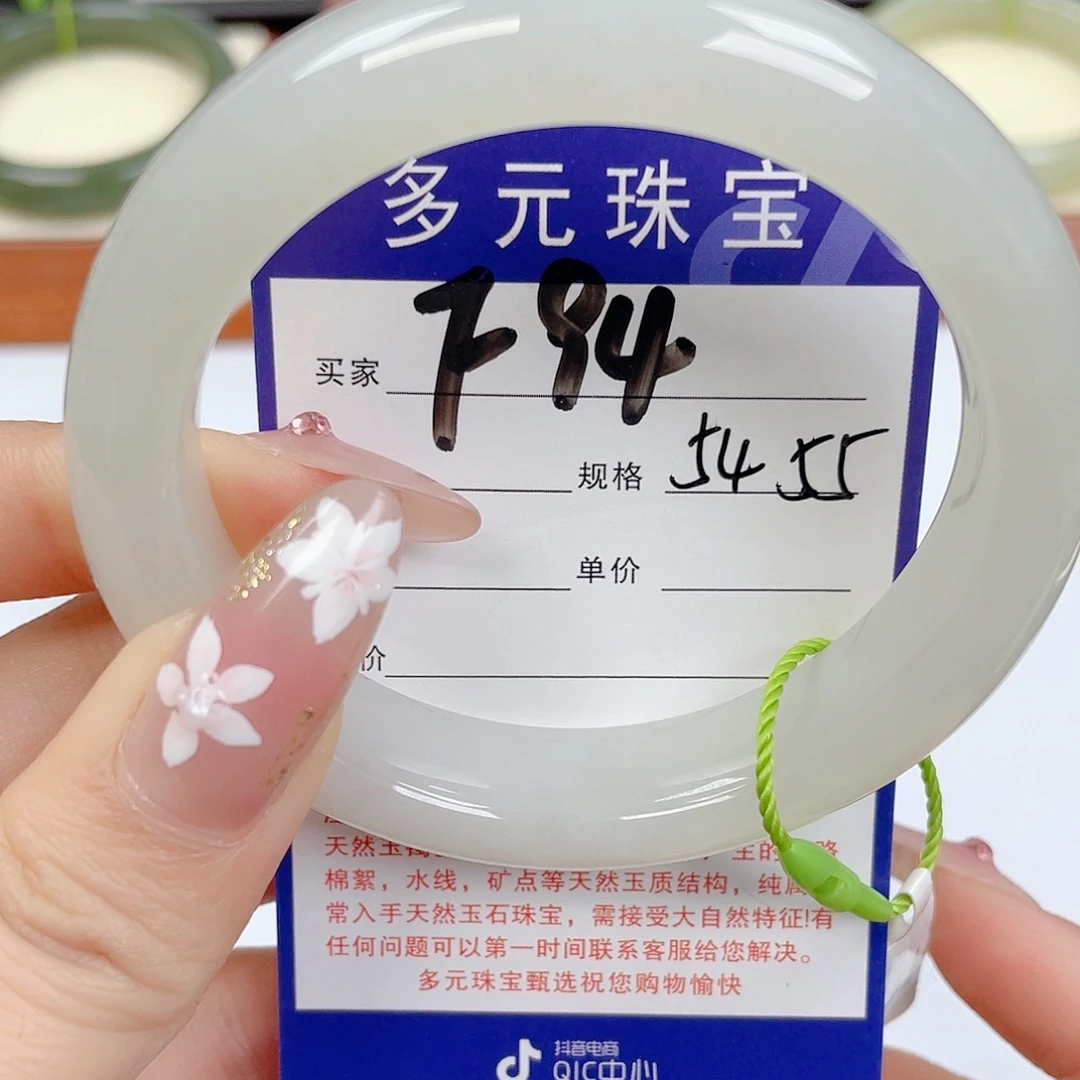 多元珠宝
买家 F 94.
规格 54 55
单价
价
天然玉
棉絮，水线，矿点等天然玉质结构，纯属
常入手天然玉石珠宝，需接受大自然特征!有
任何问题可以第一时间联系客服给您解决。
多元珠宝甄选祝您购物愉快
抖音电商
QIC中心